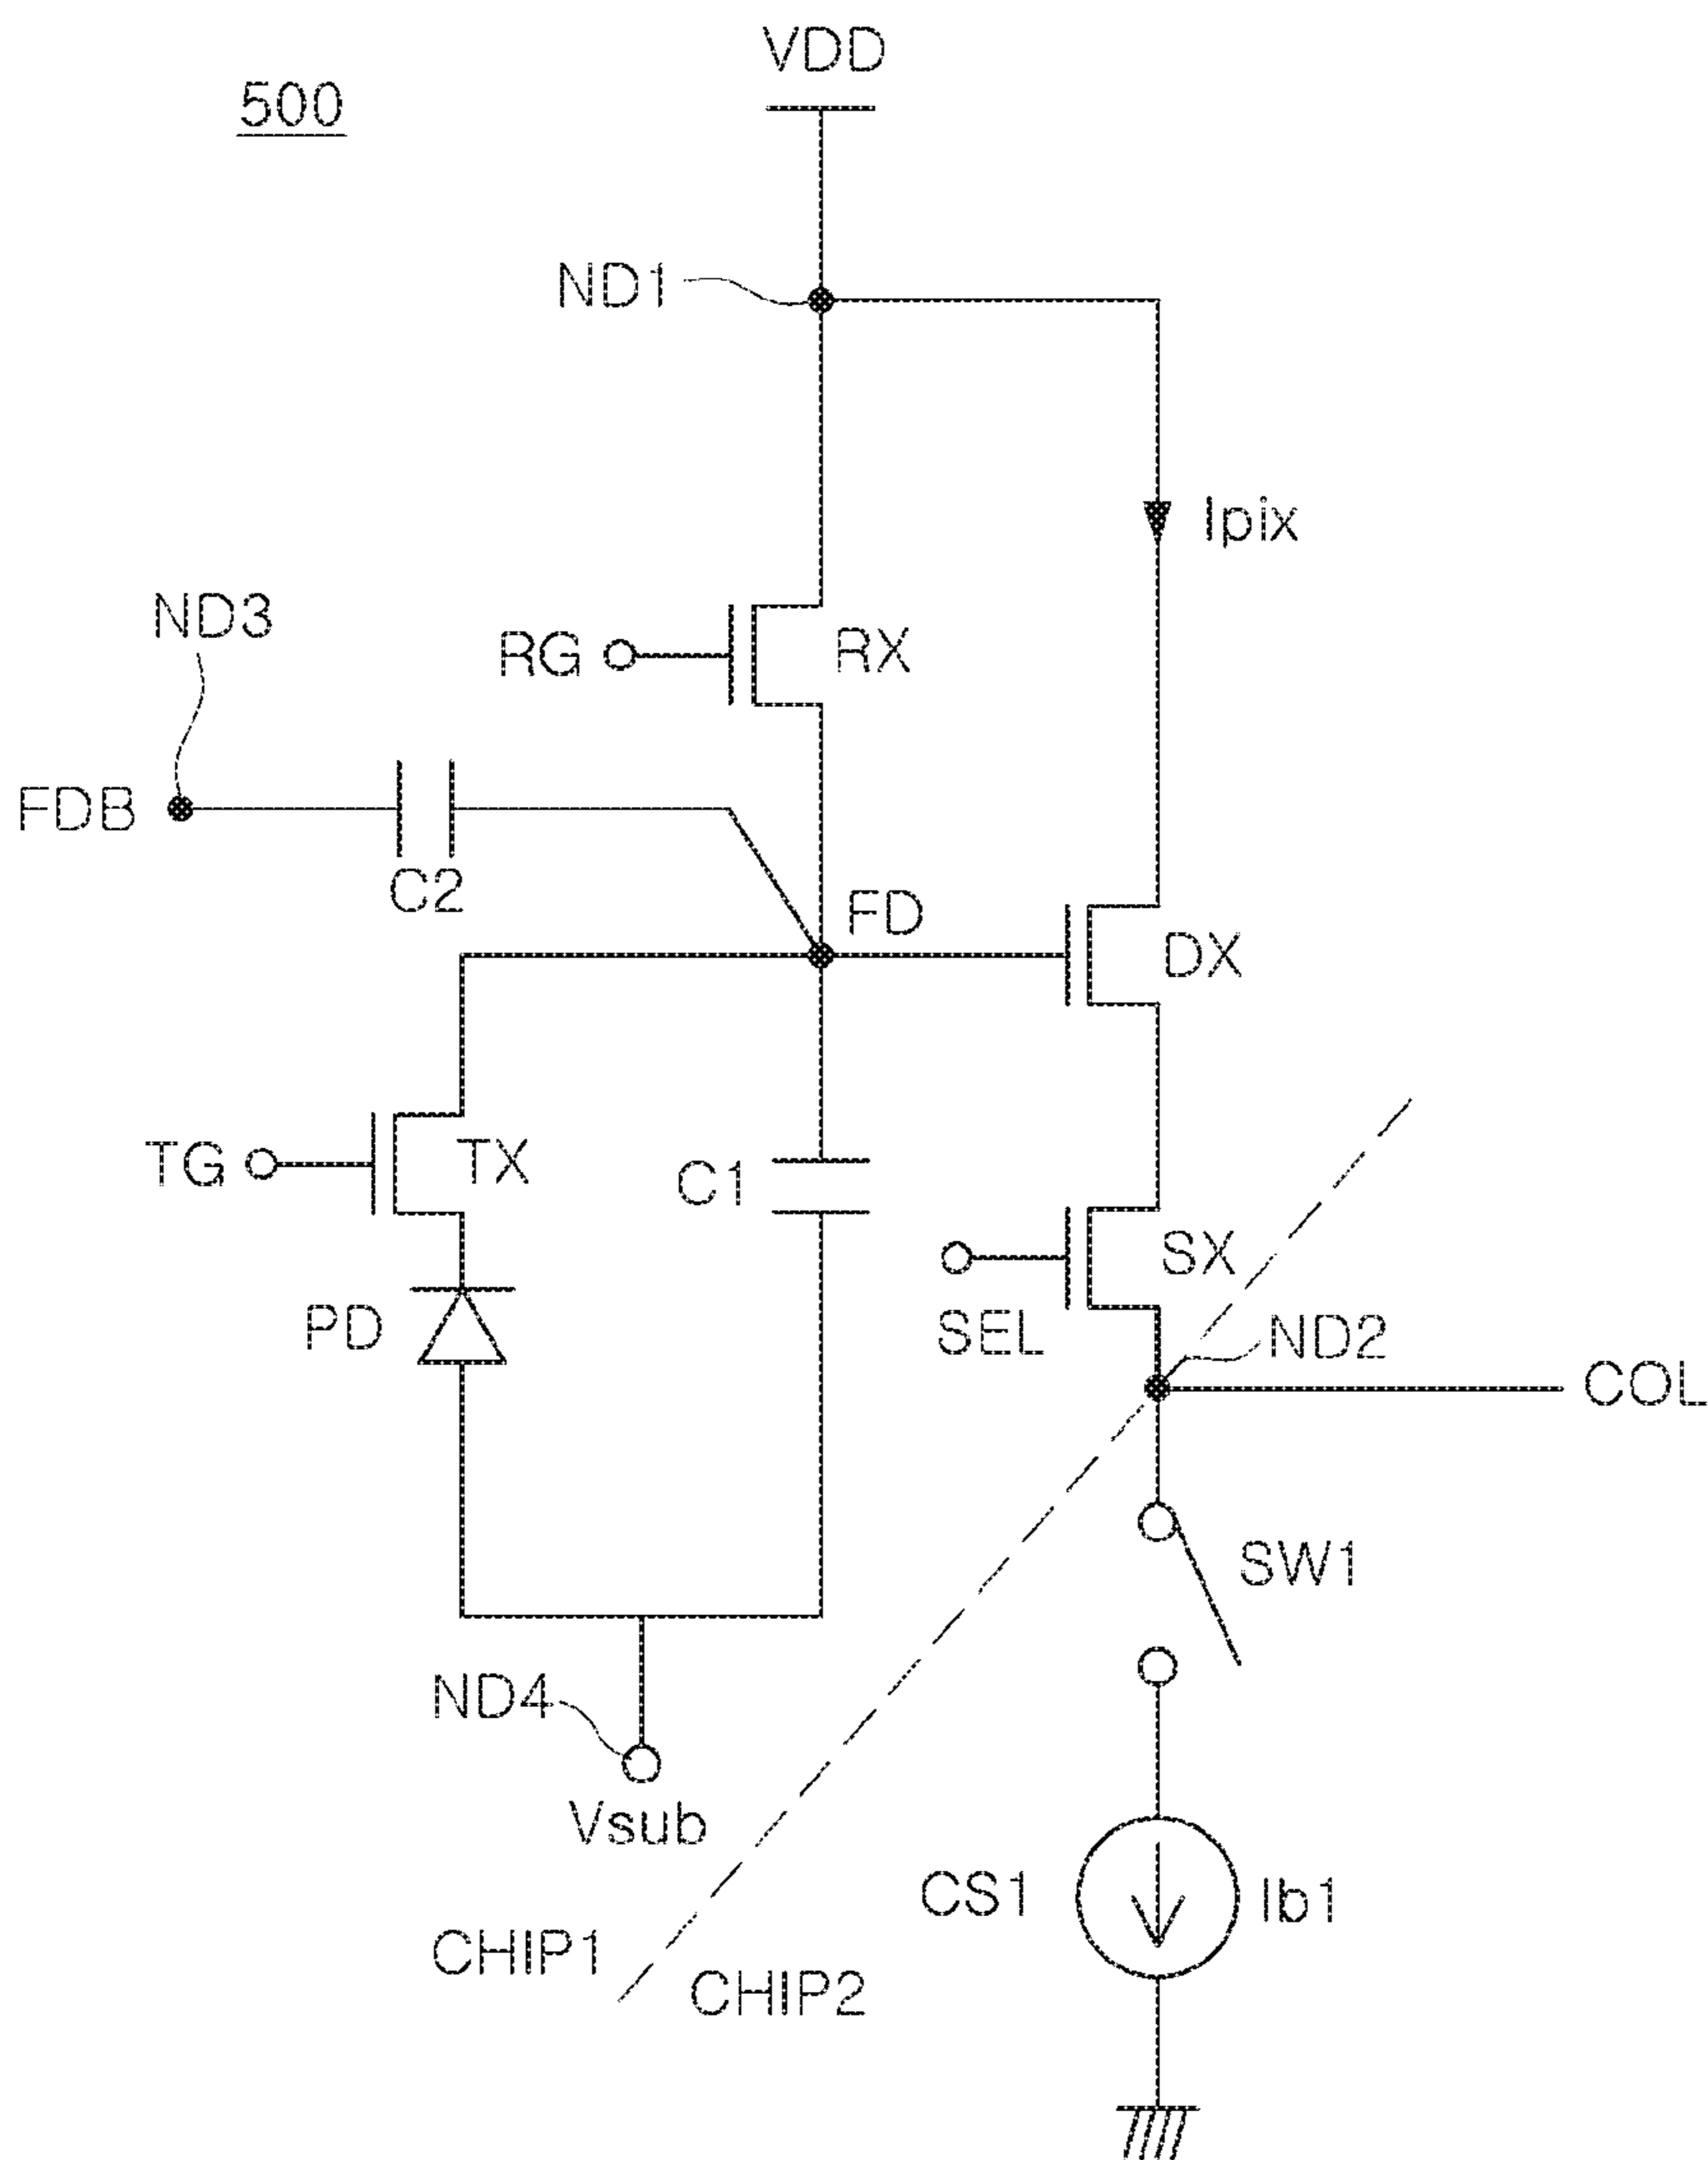 VDD
500
ND1
Ipix
ND3
RG
RX
FDB
C2
FD
DX
TG
TX
C1
SX
PD
SEL
ND2
COL
SW1
ND4
Vsub
CS1
Ib1
CHIP1
CHIP2